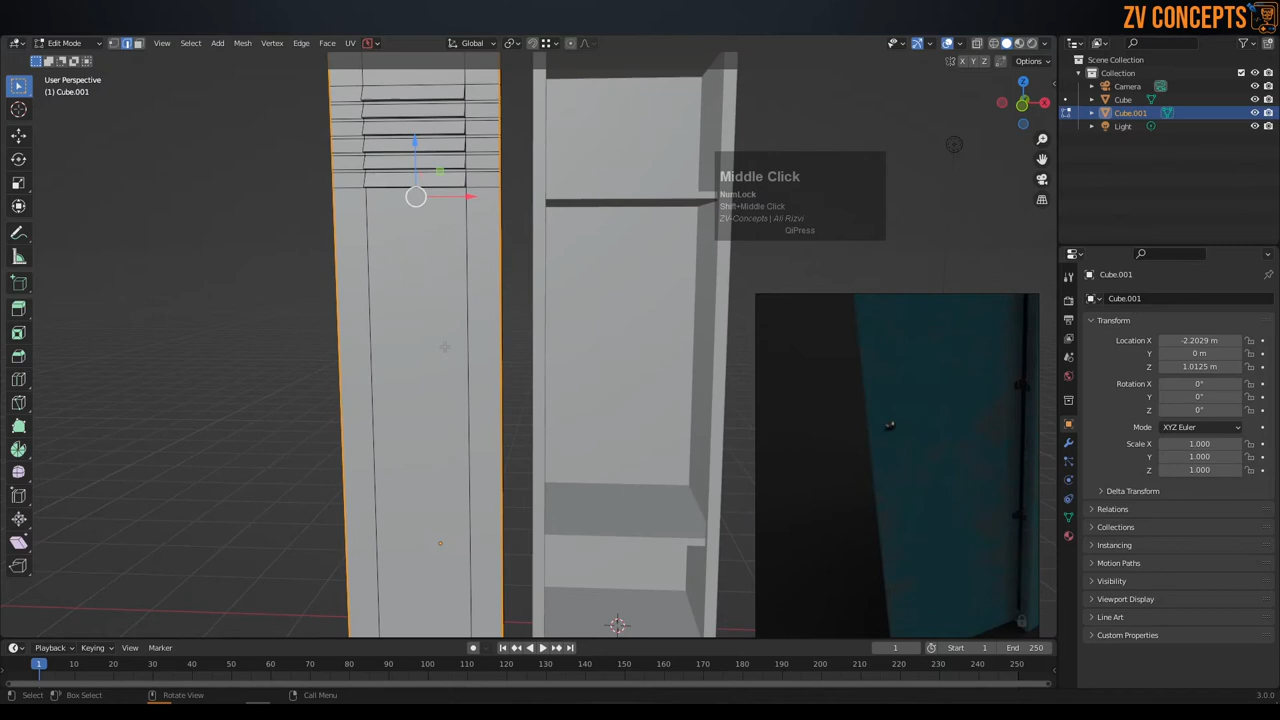 ZV CONCEPTS
Edit Mode
View
Select
Add
Mesh
Vertex
Edge
Face
UV
Global
X
Y
Z
Options
User Perspective
(1) Cube.001
Z
X
Middle Click
NumLock
Shift+Middle Click
ZV-Concepts | Ali Rizvi
QiPress
Scene Collection
Collection
Camera
Cube
Cube.001
Light
Cube.001
Cube.001
Transform
Location X -2.2029 m
Y 0 m
Z 1.0125 m
Rotation X 0°
Y 0°
Z 0°
Mode XYZ Euler
Scale X 1.000
Y 1.000
Z 1.000
Delta Transform
Relations
Collections
Instancing
Motion Paths
Visibility
Viewport Display
Line Art
Custom Properties
Playback
Keying
View
Marker
1
Start 1
End 250
1 10 20 30 40 50 60 70 80 90 100 110 120 130 140 150 160 170 180 190 200 210 220 230 240 250
Select
Box Select
Rotate View
Call Menu
3.0.0